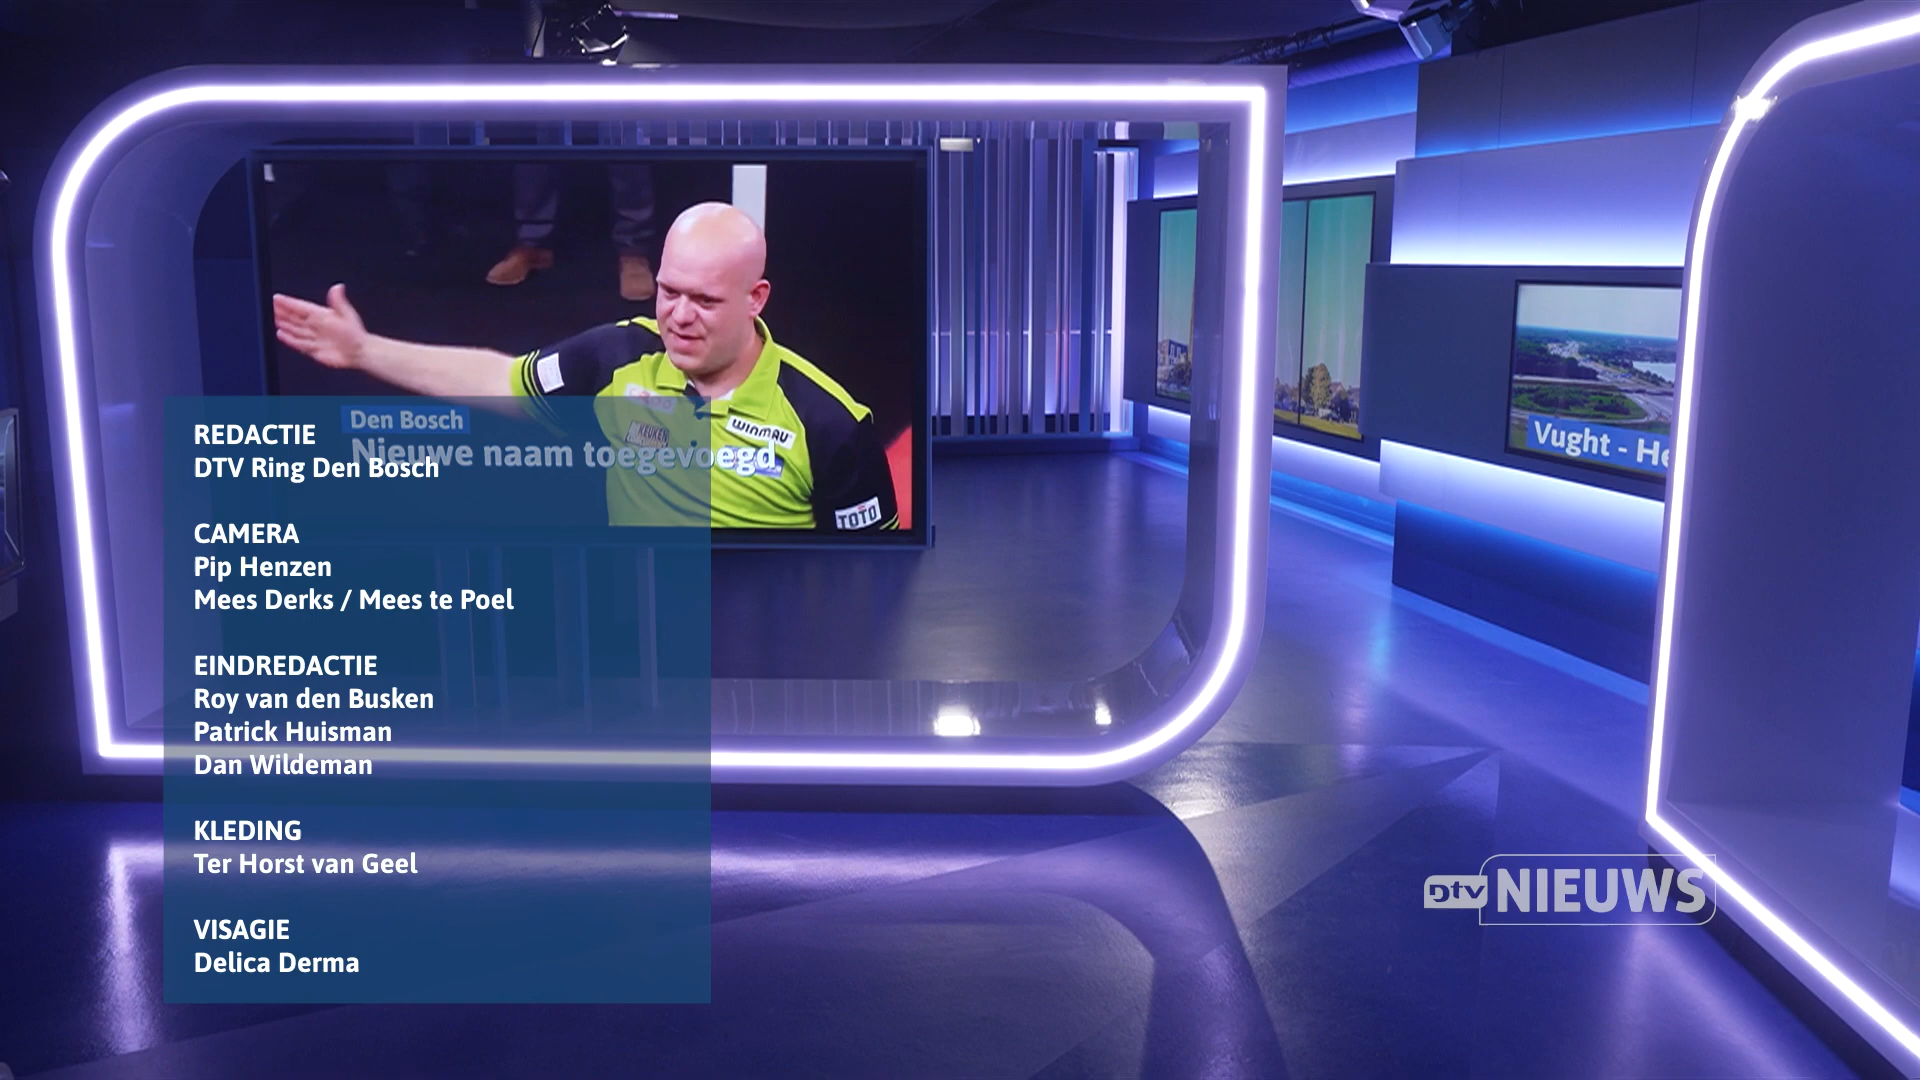 Den Bosch
Nieuwe naam toegevoegd
WINMAU
KEUKEN
TOTO
Vught - He
REDACTIE
DTV Ring Den Bosch
CAMERA
Pip Henzen
Mees Derks / Mees te Poel
EINDREDACTIE
Roy van den Busken
Patrick Huisman
Dan Wildeman
KLEDING
Ter Horst van Geel
VISAGIE
Delica Derma
DTV NIEUWS